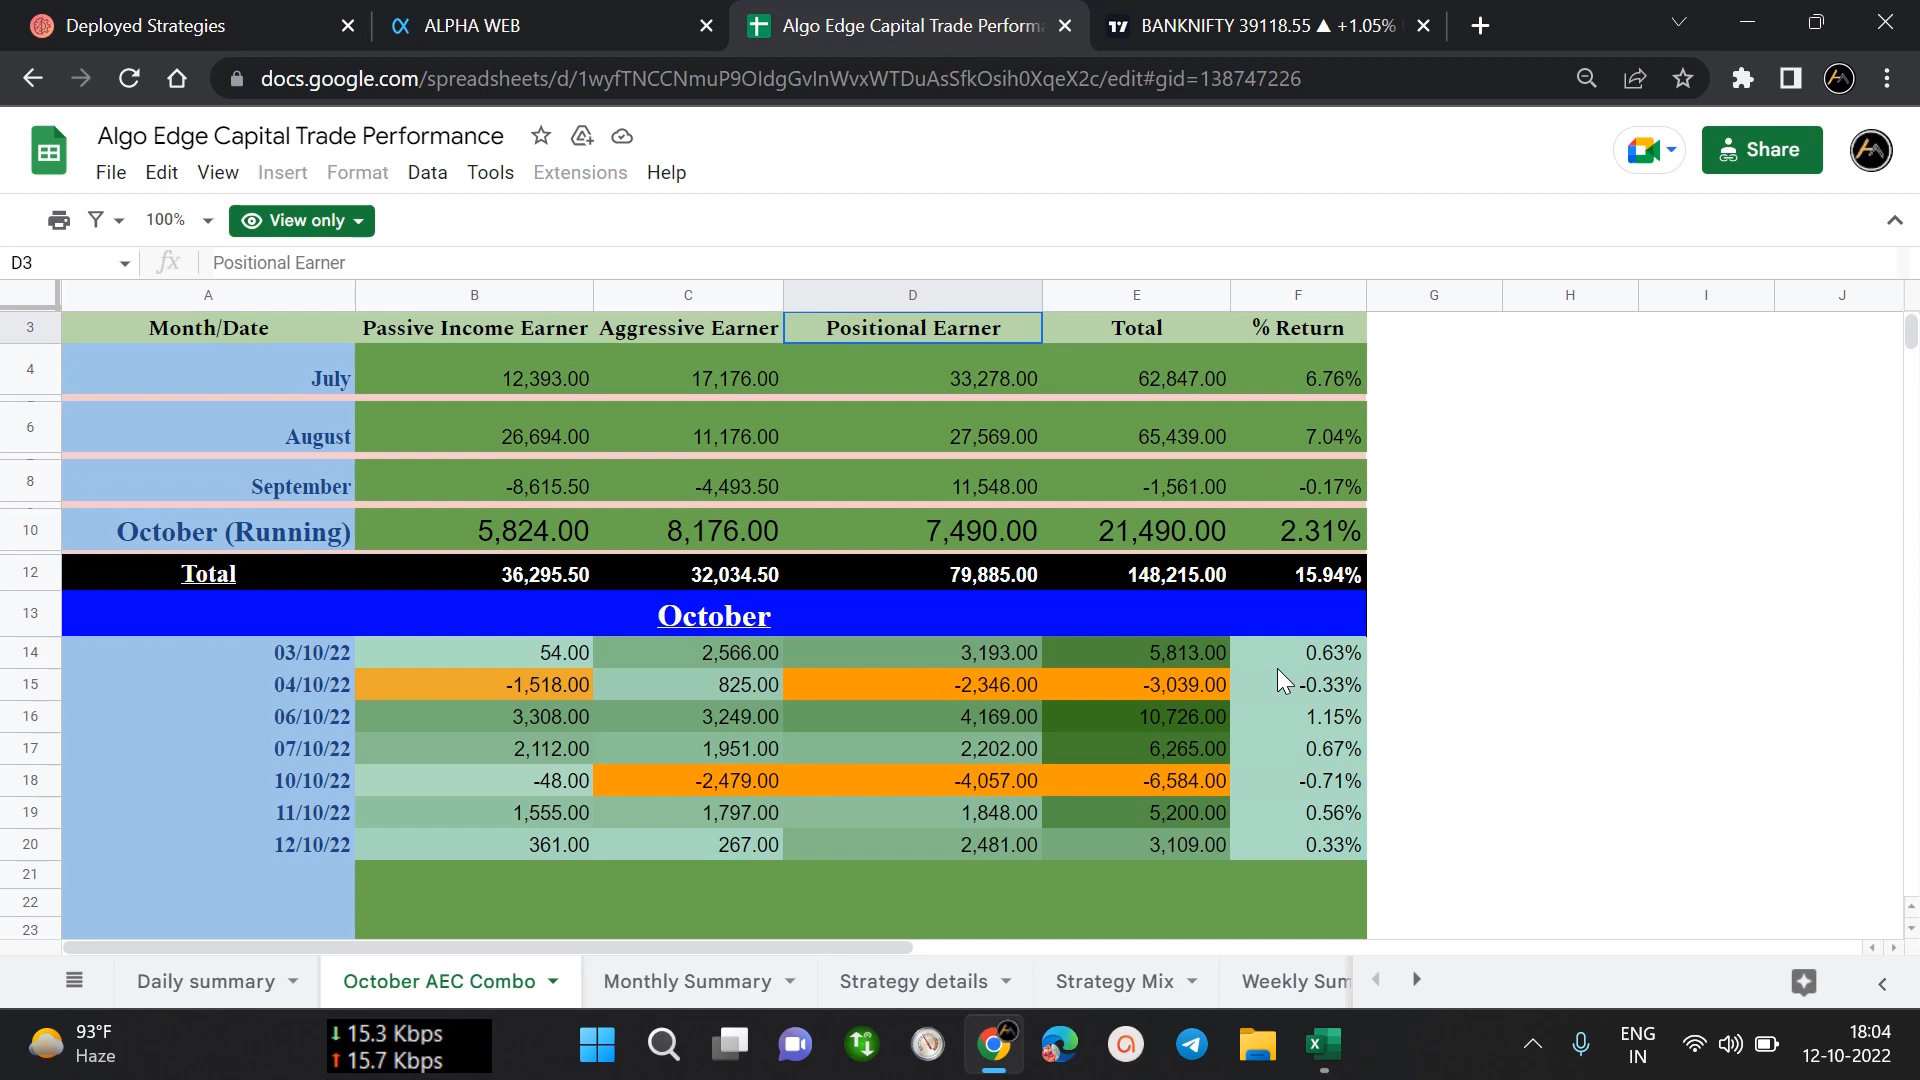 Deployed Strategies
ALPHA WEB
Algo Edge Capital Trade Perform
BANKNIFTY 39118.55 ▲ +1.05%
docs.google.com/spreadsheets/d/1wyfTNCCNmuP9OIdgGvInWvxWTDuAsSfkOsih0XqeX2c/edit#gid=138747226
Algo Edge Capital Trade Performance
File Edit View Insert Format Data Tools Extensions Help
Share
100% View only
D3 fx Positional Earner
A B C D E F G H I J
3 Month/Date Passive Income Earner Aggressive Earner Positional Earner Total % Return
4 July 12,393.00 17,176.00 33,278.00 62,847.00 6.76%
6 August 26,694.00 11,176.00 27,569.00 65,439.00 7.04%
8 September -8,615.50 -4,493.50 11,548.00 -1,561.00 -0.17%
10 October (Running) 5,824.00 8,176.00 7,490.00 21,490.00 2.31%
12 Total 36,295.50 32,034.50 79,885.00 148,215.00 15.94%
13 October
14 03/10/22 54.00 2,566.00 3,193.00 5,813.00 0.63%
15 04/10/22 -1,518.00 825.00 -2,346.00 -3,039.00 -0.33%
16 06/10/22 3,308.00 3,249.00 4,169.00 10,726.00 1.15%
17 07/10/22 2,112.00 1,951.00 2,202.00 6,265.00 0.67%
18 10/10/22 -48.00 -2,479.00 -4,057.00 -6,584.00 -0.71%
19 11/10/22 1,555.00 1,797.00 1,848.00 5,200.00 0.56%
20 12/10/22 361.00 267.00 2,481.00 3,109.00 0.33%
21
22
23
Daily summary October AEC Combo Monthly Summary Strategy details Strategy Mix Weekly Sum
93°F
Haze
15.3 Kbps
15.7 Kbps
ENG
IN
18:04
12-10-2022